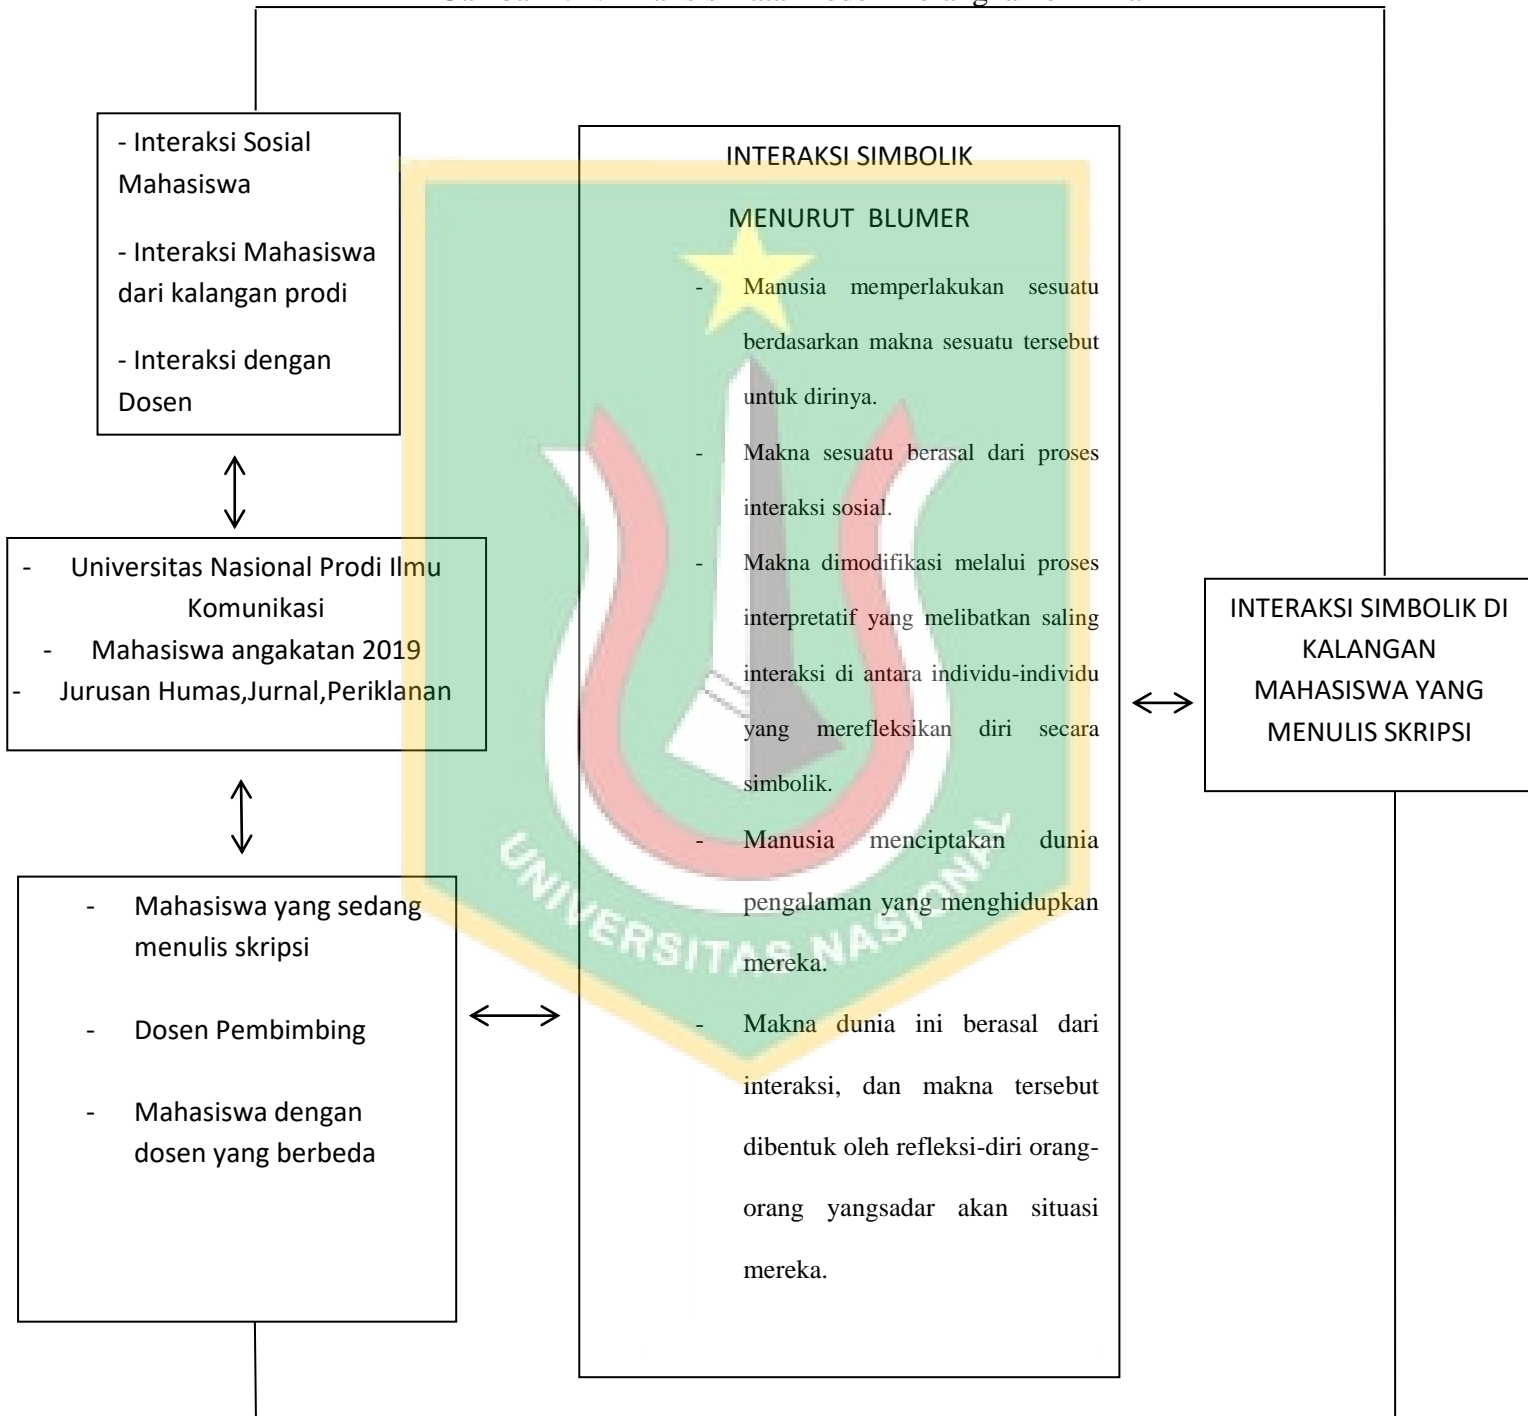 - Interaksi Sosial
Mahasiswa
- Interaksi Mahasiswa
dari kalangan prodi
- Interaksi dengan
Dosen
- Universitas Nasional Prodi Ilmu
Komunikasi
- Mahasiswa angakatan 2019
- Jurusan Humas,Jurnal,Periklanan
- Mahasiswa yang sedang
menulis skripsi
- Dosen Pembimbing
- Mahasiswa dengan
dosen yang berbeda
INTERAKSI SIMBOLIK
MENURUT BLUMER
- Manusia memperlakukan sesuatu
berdasarkan makna sesuatu tersebut
untuk dirinya.
- Makna sesuatu berasal dari proses
interaksi sosial.
- Makna dimodifikasi melalui proses
interpretatif yang melibatkan saling
interaksi di antara individu-individu
yang merefleksikan diri secara
simbolik.
- Manusia menciptakan dunia
pengalaman yang menghidupkan
mereka.
- Makna dunia ini berasal dari
interaksi, dan makna tersebut
dibentuk oleh refleksi-diri orang-
orang yangsadar akan situasi
mereka.
INTERAKSI SIMBOLIK DI
KALANGAN
MAHASISWA YANG
MENULIS SKRIPSI
UNIVERSITAS NASIONAL